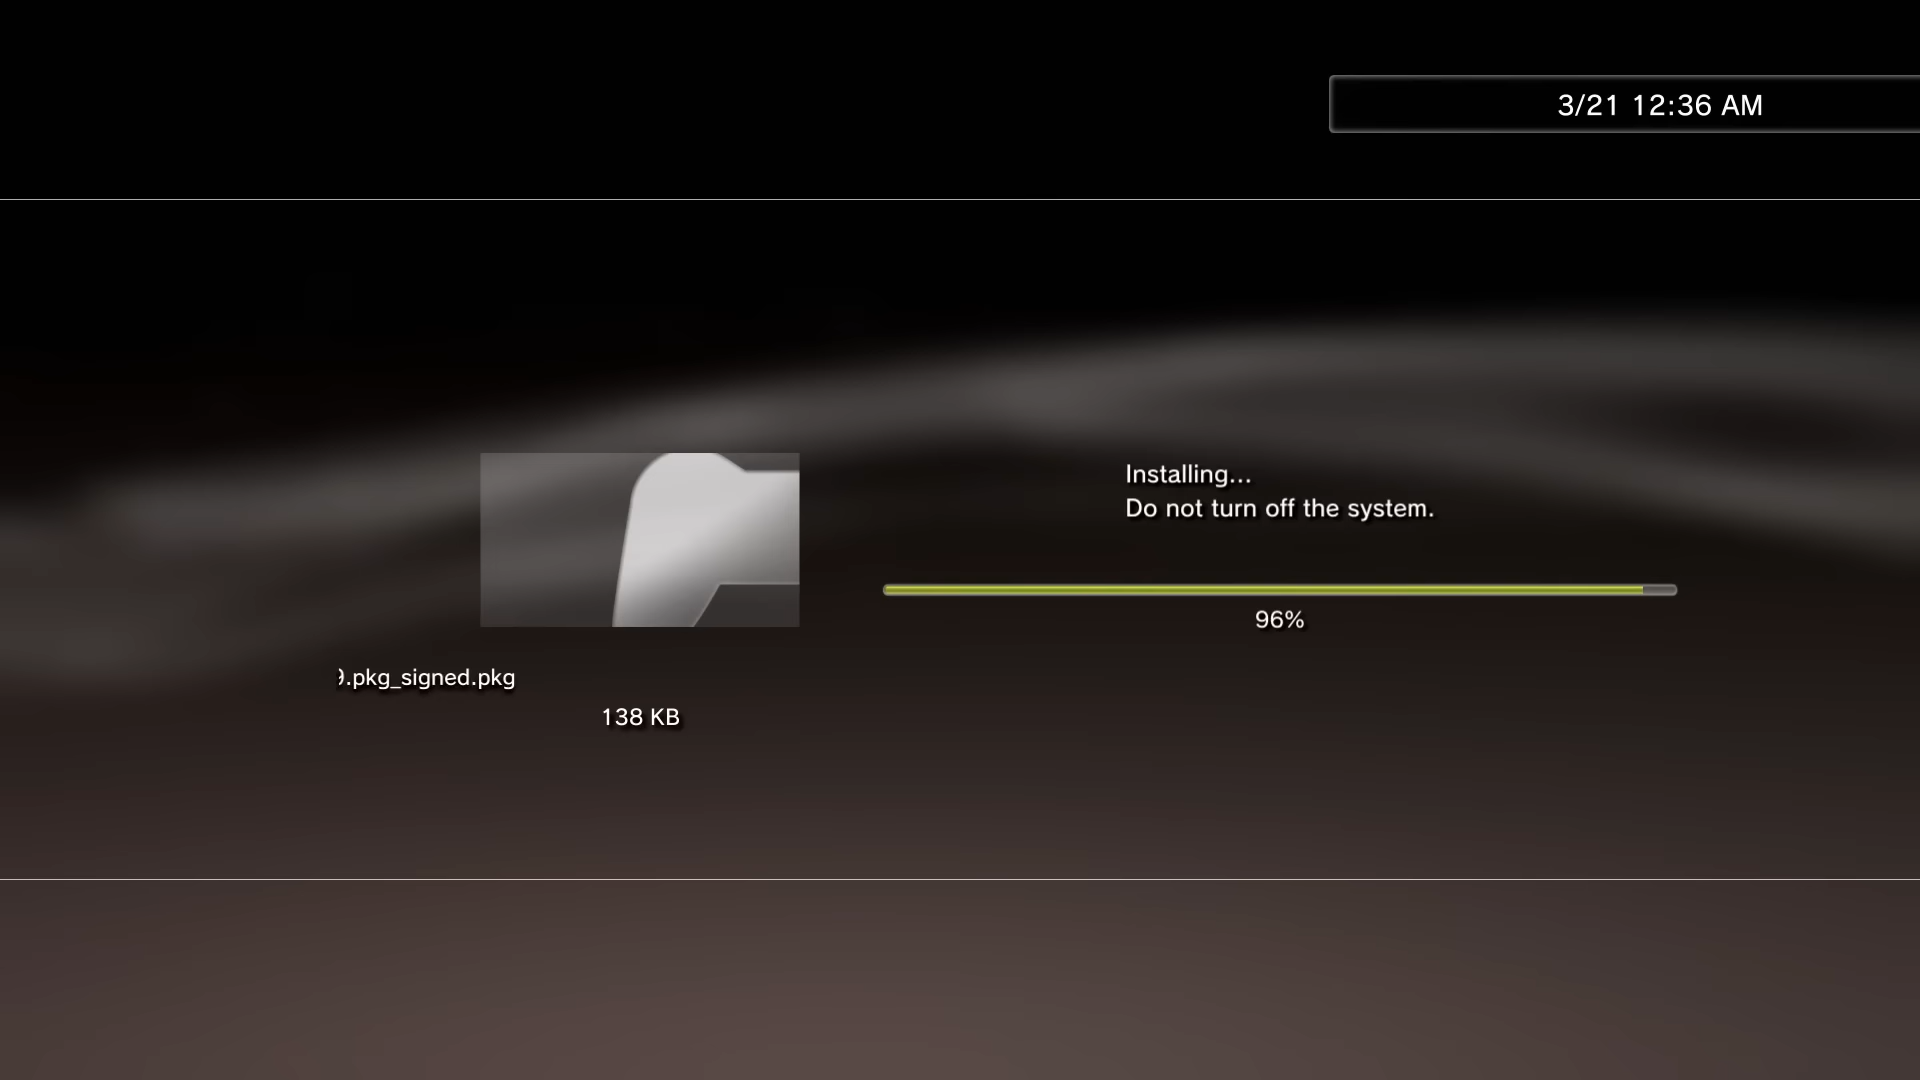 3/21 12:36 AM
Installing...
Do not turn off the system.
96%
.pkg_signed.pkg
138 KB